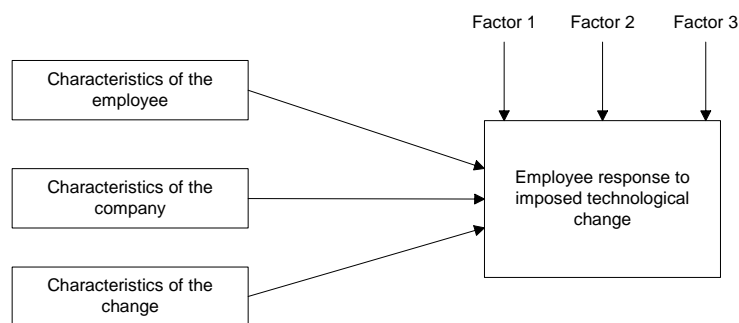 Factor 1 Factor 2 Factor 3
Characteristics of the
employee
Characteristics of the
company
Characteristics of the
change
Employee response to
imposed technological
change